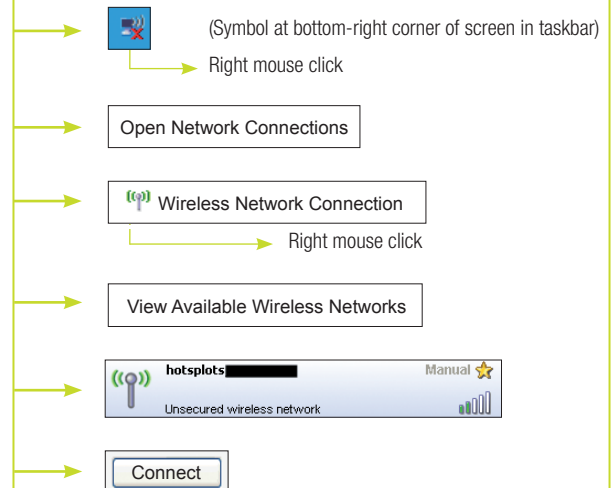 (Symbol at bottom-right corner of screen in taskbar)
Right mouse click
Open Network Connections
Wireless Network Connection
Right mouse click
View Available Wireless Networks
hotsplots
Manual
Unsecured wireless network
Connect